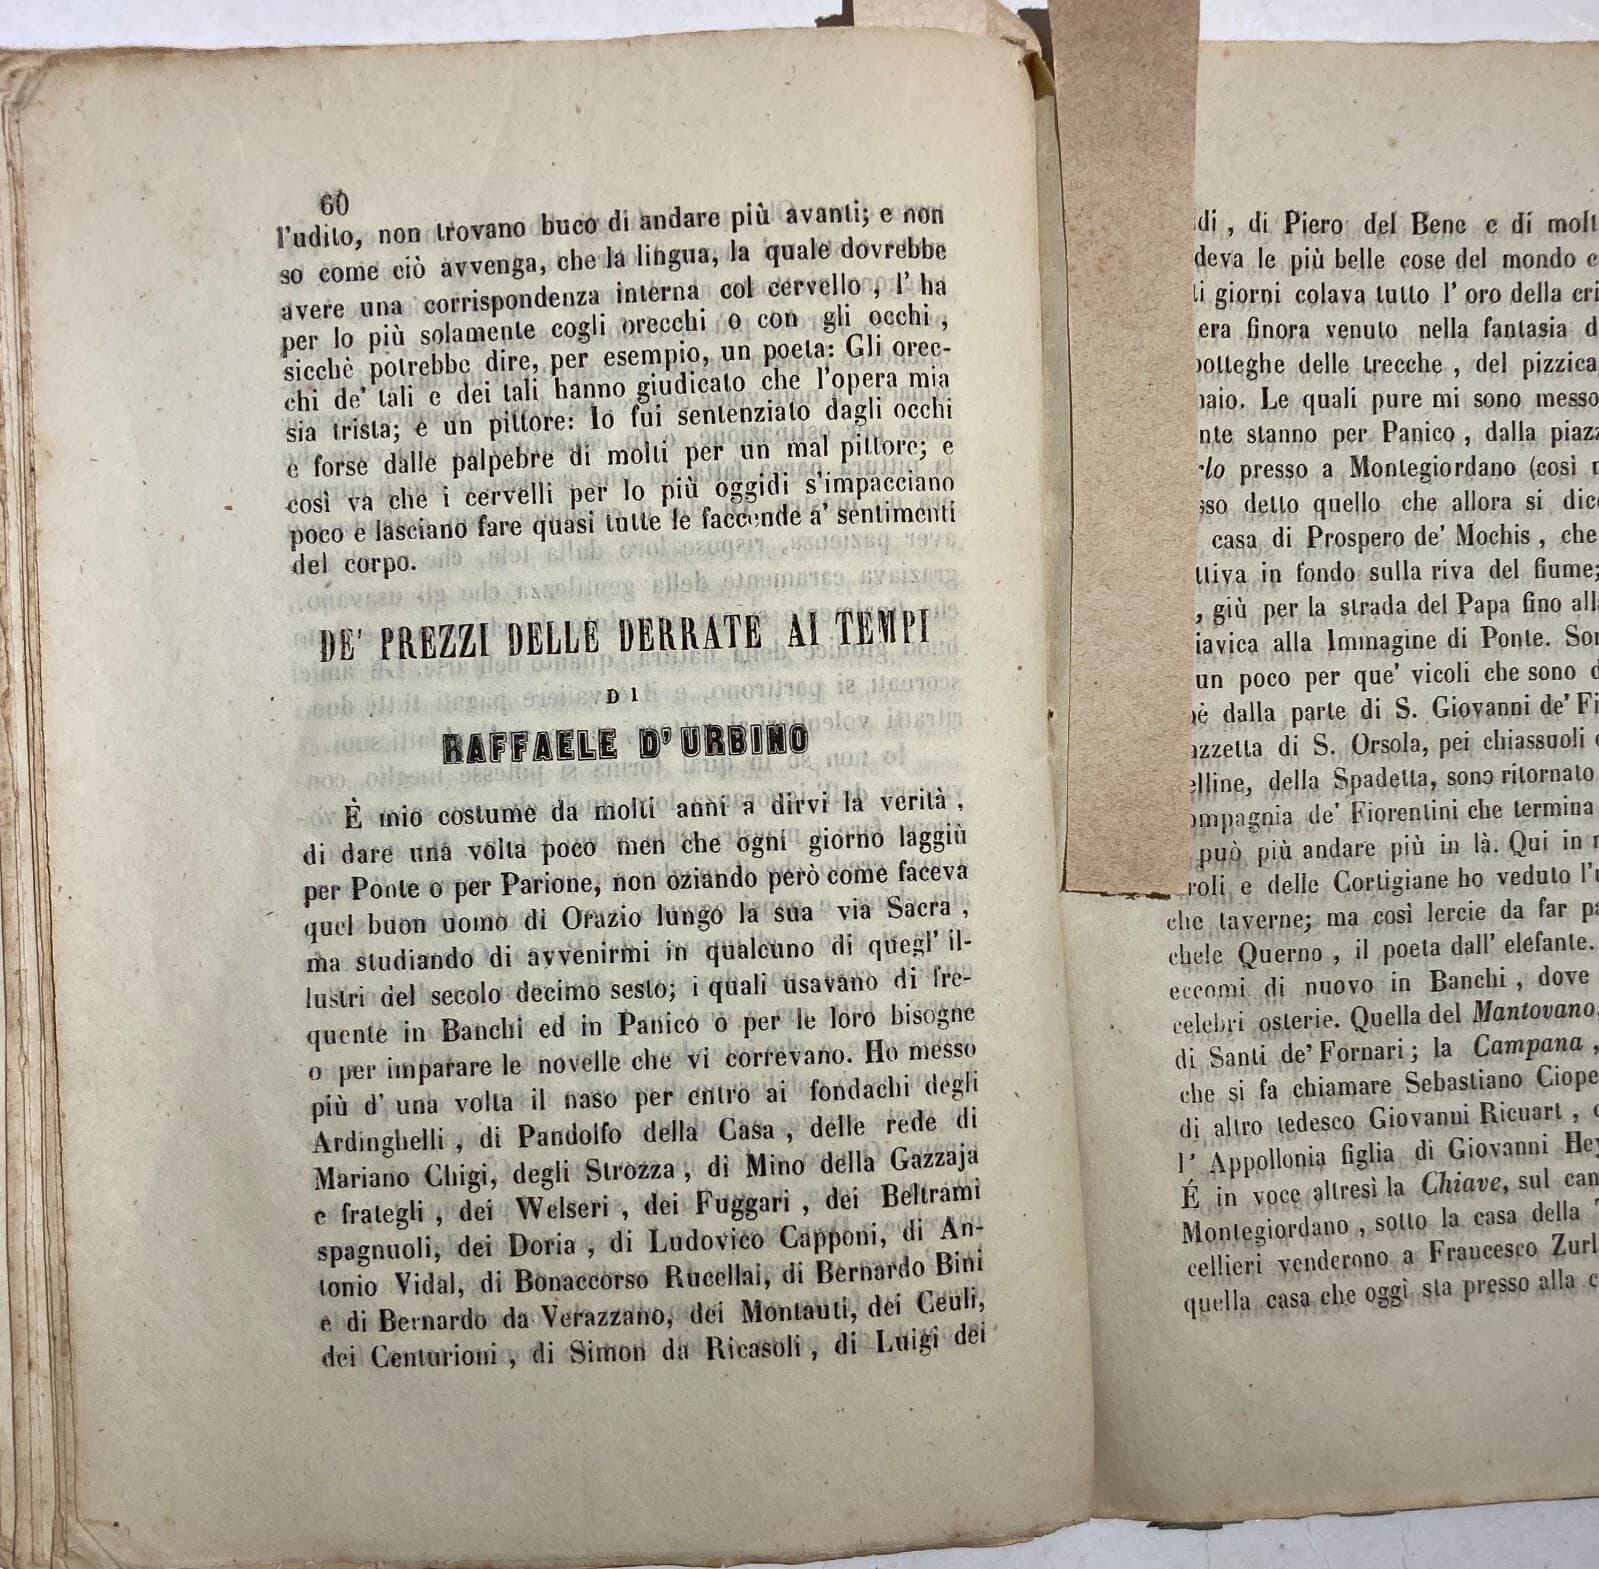 60
l'udito, non trovano buco di andare più avanti; e non
so come ciò avvenga, che la lingua, la quale dovrebbe
avere una corrispondenza interna col cervello, l' ha
per lo più solamente cogli orecchi o con gli occhi,
sicchè potrebbe dire, per esempio, un poeta: Gli orec-
chi de' tali e dei tali hanno giudicato che l'opera mia
sia trista; e un pittore: Io fui sentenziato dagli occhi
e forse dalle palpebre di molti per un mal pittore; e
così va che i cervelli per lo più oggidì s'impacciano
poco e lasciano fare quasi tutte le faccende a' sentimenti
del corpo.
DE' PREZZI DELLE DERRATE AI TEMPI
DI
RAFFAELE D'URBINO
È mio costume da molti anni a dirvi la verità,
di dare una volta poco men che ogni giorno laggiù
per Ponte o per Parione, non oziando però come faceva
quel buon uomo di Orazio lungo la sua via Sacra,
ma studiando di avvenirmi in qualcuno di quegl' il-
lustri del secolo decimo sesto; i quali usavano di fre-
quente in Banchi ed in Panico o per le loro bisogne
o per imparare le novelle che vi correvano. Ho messo
più d' una volta il naso per entro ai fondachi degli
Ardinghelli, di Pandolfo della Casa, delle rede di
Mariano Chigi, degli Strozza, di Mino della Gazzaja
e frategli, dei Welseri, dei Fuggari, dei Beltrami
spagnuoli, dei Doria, di Ludovico Capponi, di An-
tonio Vidal, di Bonaccorso Rucellai, di Bernardo Bini
e di Bernardo da Verazzano, dei Montauti, dei Ceuli,
dei Centurioni, di Simon da Ricasoli, di Luigi dei
di, di Piero del Bene e di molt
deva le più belle cose del mondo e
ti giorni colava tutto l' oro della cri
era finora venuto nella fantasia d
botteghe delle trecche, del pizzica
naio. Le quali pure mi sono messo
nte stanno per Panico, dalla piazz
rlo presso a Montegiordano (così
sso detto quello che allora si dice
casa di Prospero de' Mochis, che
ttiva in fondo sulla riva del fiume;
, giù per la strada del Papa fino all
iavica alla Immagine di Ponte. Son
un poco per que' vicoli che sono d
bè dalla parte di S. Giovanni de' Fi
azzetta di S. Orsola, pei chiassuoli
elline, della Spadetta, sono ritornato
ompagnia de' Fiorentini che termina
può più andare più in là. Qui in
roli e delle Cortigiane ho veduto l'u
che taverne; ma così lercie da far pa
chele Querno, il poeta dall' elefante.
eccomi di nuovo in Banchi, dove
celebri osterie. Quella del Mantovano,
di Santi de' Fornari; la Campana,
che si fa chiamare Sebastiano Ciope
di altro tedesco Giovanni Ricuart,
l' Appollonia figlia di Giovanni Hey
É in voce altresì la Chiave, sul can
Montegiordano, sotto la casa della
cellieri venderono a Francesco Zurl
quella casa che oggi sta presso alla c